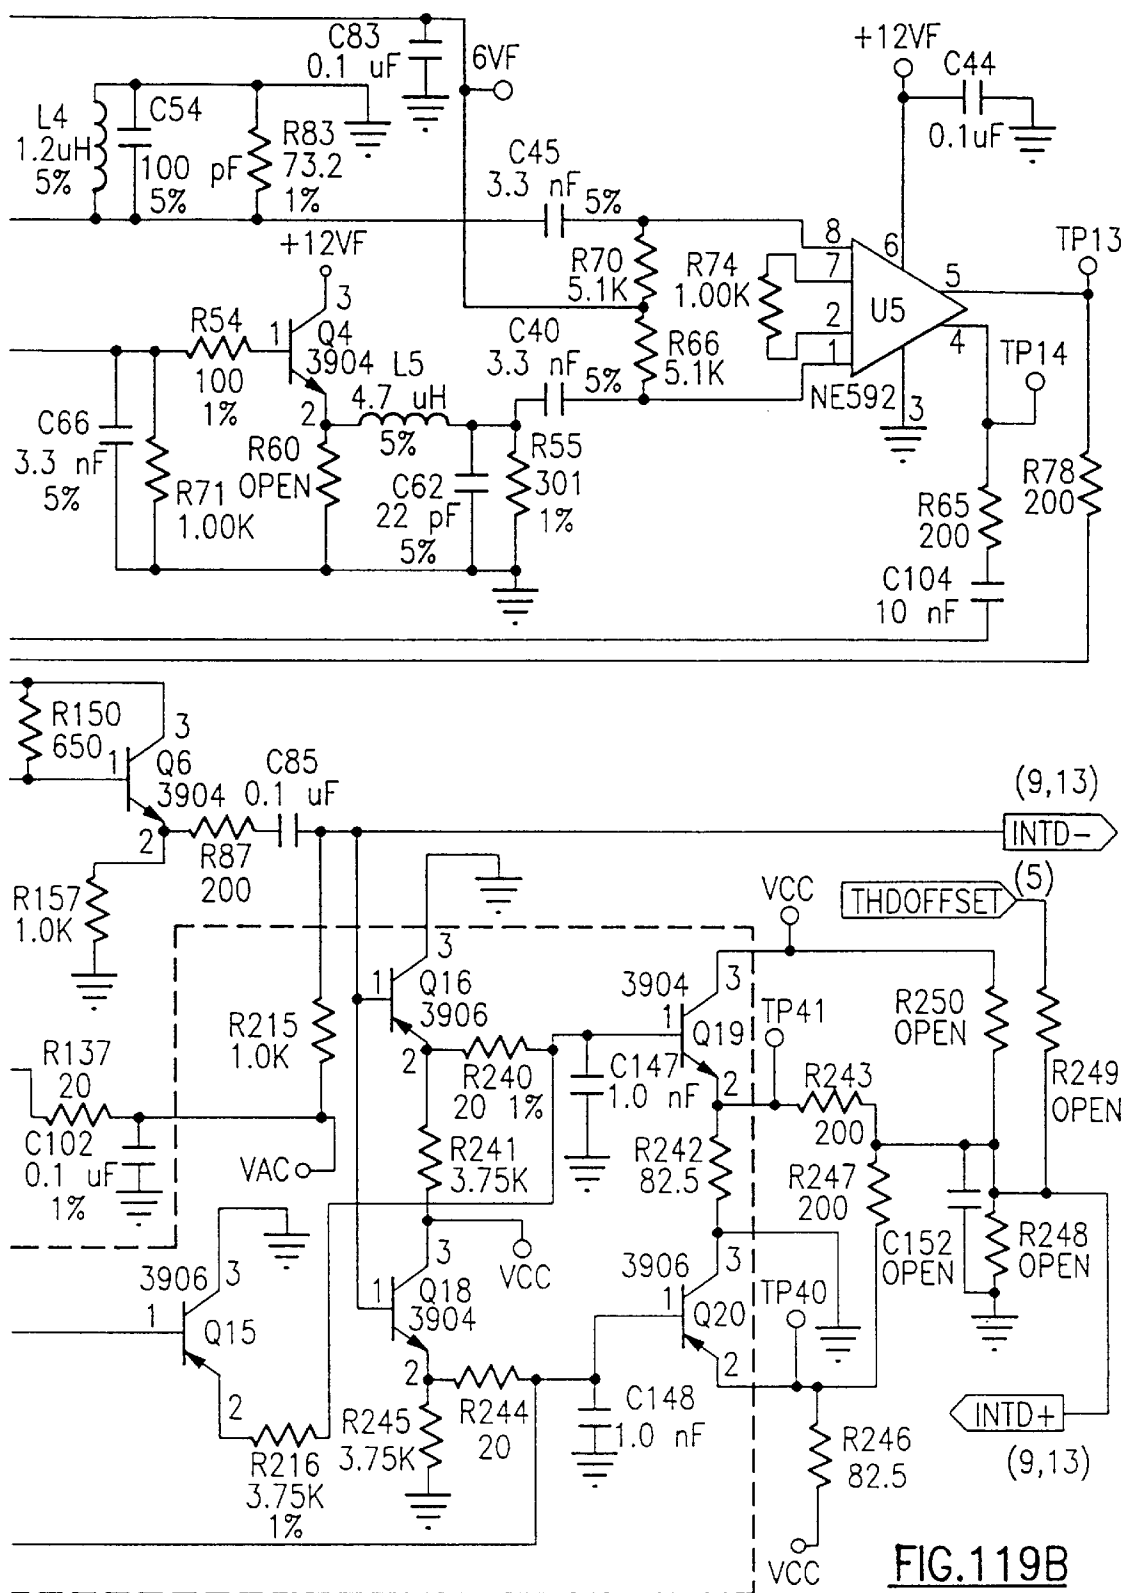 C83
0.1 uF
6VF
+12VF
C44
0.1uF
L4
1.2uH
5%
C54
100 pF
5%
R83
73.2
1%
C45
3.3 nF
5%
+12VF
R70
5.1K
R74
1.00K
8
7
2
1
6
U5
5
4
3
NE592
TP13
TP14
R54
100
1%
1
3
Q4
3904
2
L5
4.7 uH
5%
C40
3.3 nF
5%
R66
5.1K
C66
3.3 nF
5%
R71
1.00K
R60
OPEN
C62
22 pF
5%
R55
301
1%
R65
200
R78
200
C104
10 nF
R150
650
1
3
Q6
3904
2
C85
0.1 uF
R87
200
R157
1.0K
(9,13)
INTD-
(5)
THDOFFSET
VCC
3
1
Q16
3906
2
3904
1
3
Q19
2
TP41
R250
OPEN
R249
OPEN
R215
1.0K
R137
20
C102
0.1 uF
1%
VAC
R240
20 1%
C147
1.0 nF
R243
200
R241
3.75K
R242
82.5
R247
200
C152
OPEN
R248
OPEN
VCC
3906
3
1
Q15
2
3
1
Q18
3904
2
3906
3
1
Q20
2
TP40
R216
3.75K
1%
R245
3.75K
R244
20
C148
1.0 nF
R246
82.5
INTD+
(9,13)
VCC
FIG.119B